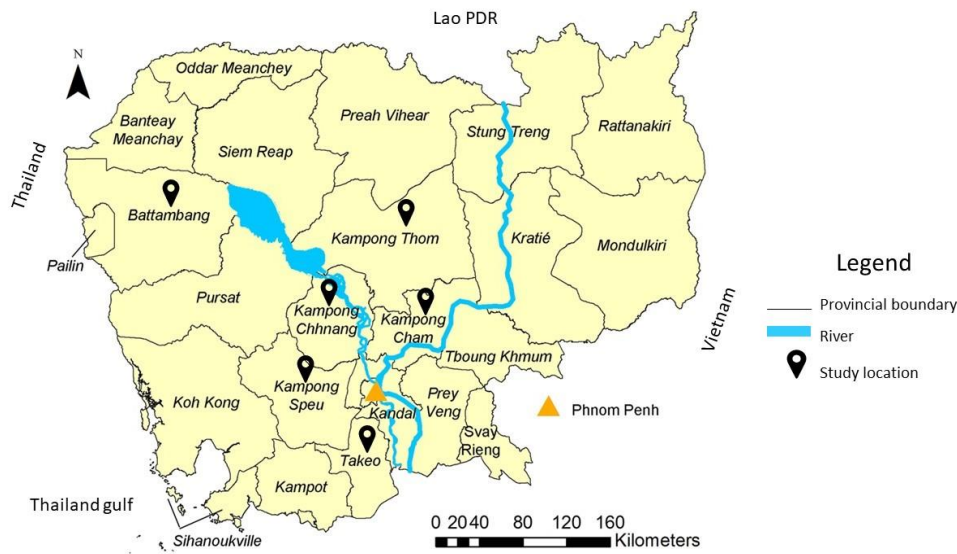 Lao PDR
N
Oddar Meanchey
Preah Vihear
Banteay
Meanchay
Stung Treng
Rattanakiri
Siem Reap
Thailand
Battambang
Kampong Thom
Kratié
Mondulkiri
Pailin
Pursat
Kampong
Chhnang
Kampong
Cham
Vietnam
Tboung Khmum
Kampong
Speu
Koh Kong
Prey
Veng
Kandal
Svay
Rieng
Takeo
Kampot
Thailand gulf
Sihanoukville
Legend
Provincial boundary
River
Study location
Phnom Penh
0 20 40 80 120 160
Kilometers